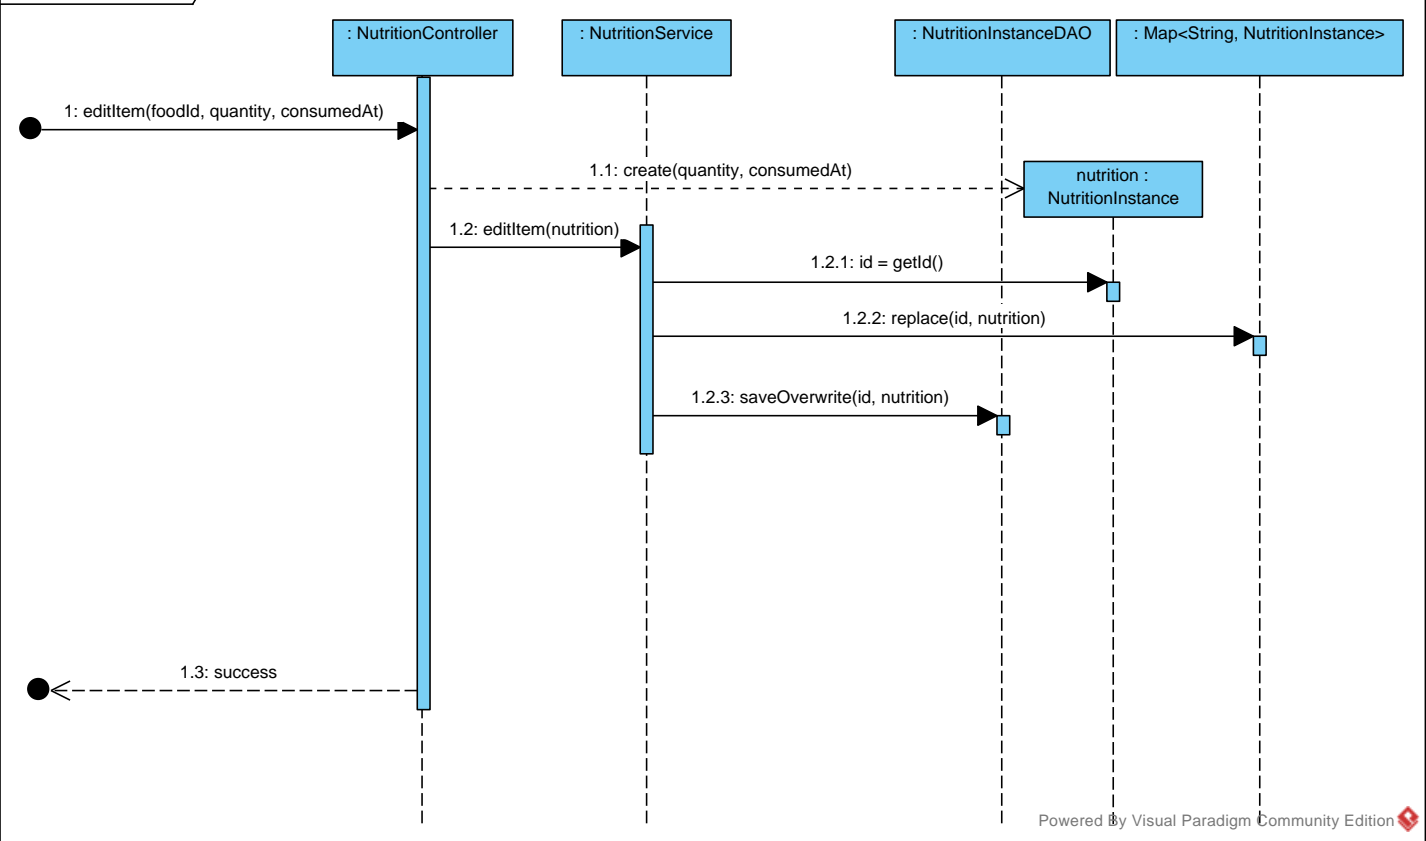 : NutritionController
: NutritionService
: NutritionInstanceDAO
: Map<String, NutritionInstance>
1: editItem(foodId, quantity, consumedAt)
1.1: create(quantity, consumedAt)
nutrition :
NutritionInstance
1.2: editItem(nutrition)
1.2.1: id = getId()
1.2.2: replace(id, nutrition)
1.2.3: saveOverwrite(id, nutrition)
1.3: success
Powered By Visual Paradigm Community Edition